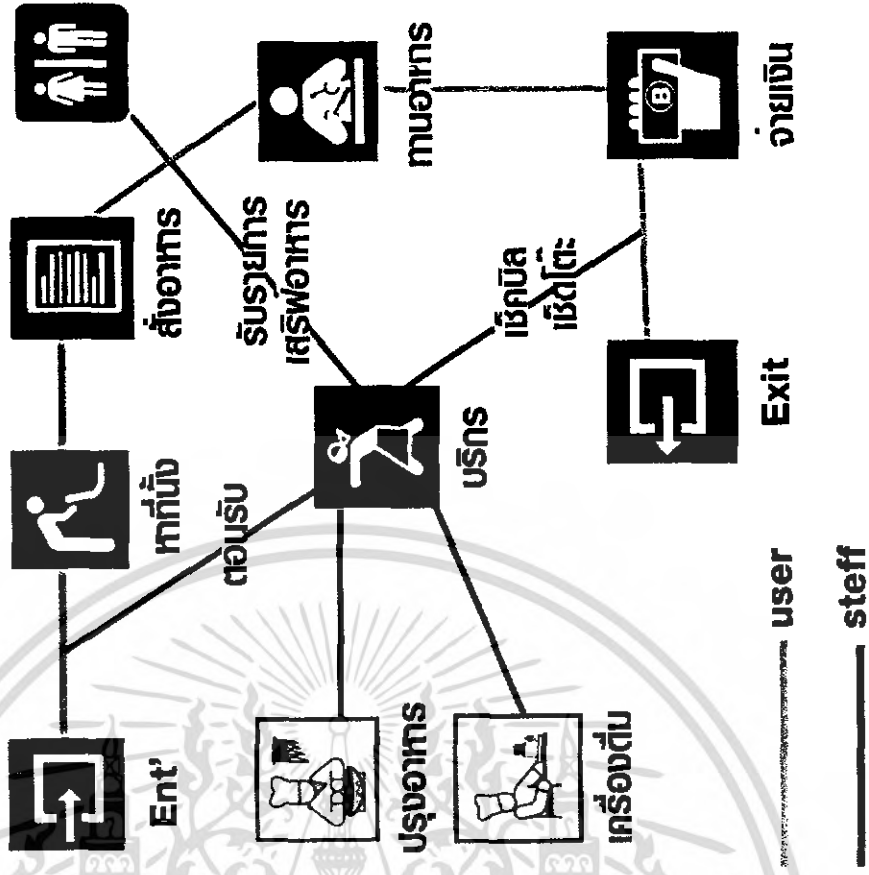 Ent'
หาที่นั่ง
สั่งอาหาร
ต้อนรับ
รับรายการ
เสริฟอาหาร
ทานอาหาร
ปรุงอาหาร
บริกร
เครื่องดื่ม
เช็คบิล
เช็ดโต๊ะ
Exit
จ่ายเงิน
B
user
steff